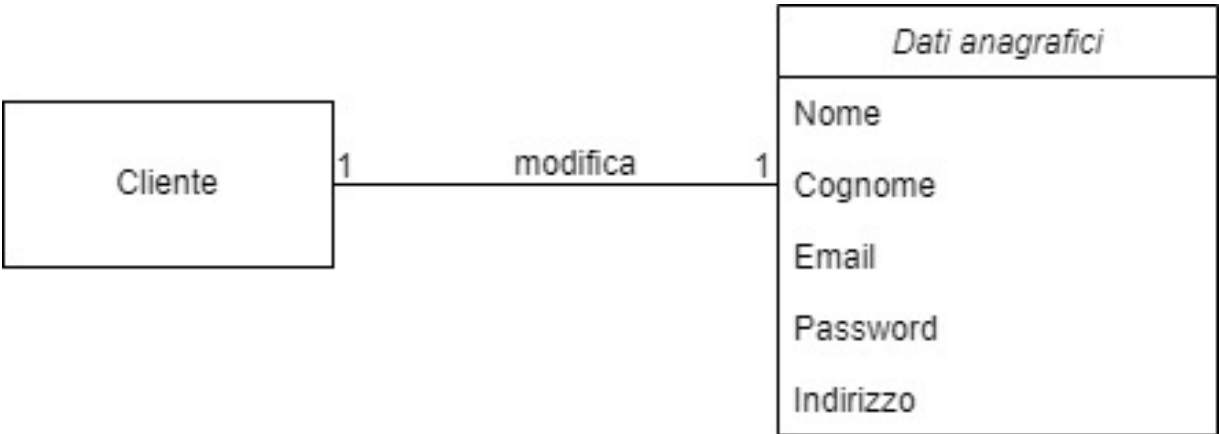 Dati anagrafici
Cliente
1
modifica
1
Nome
Cognome
Email
Password
Indirizzo